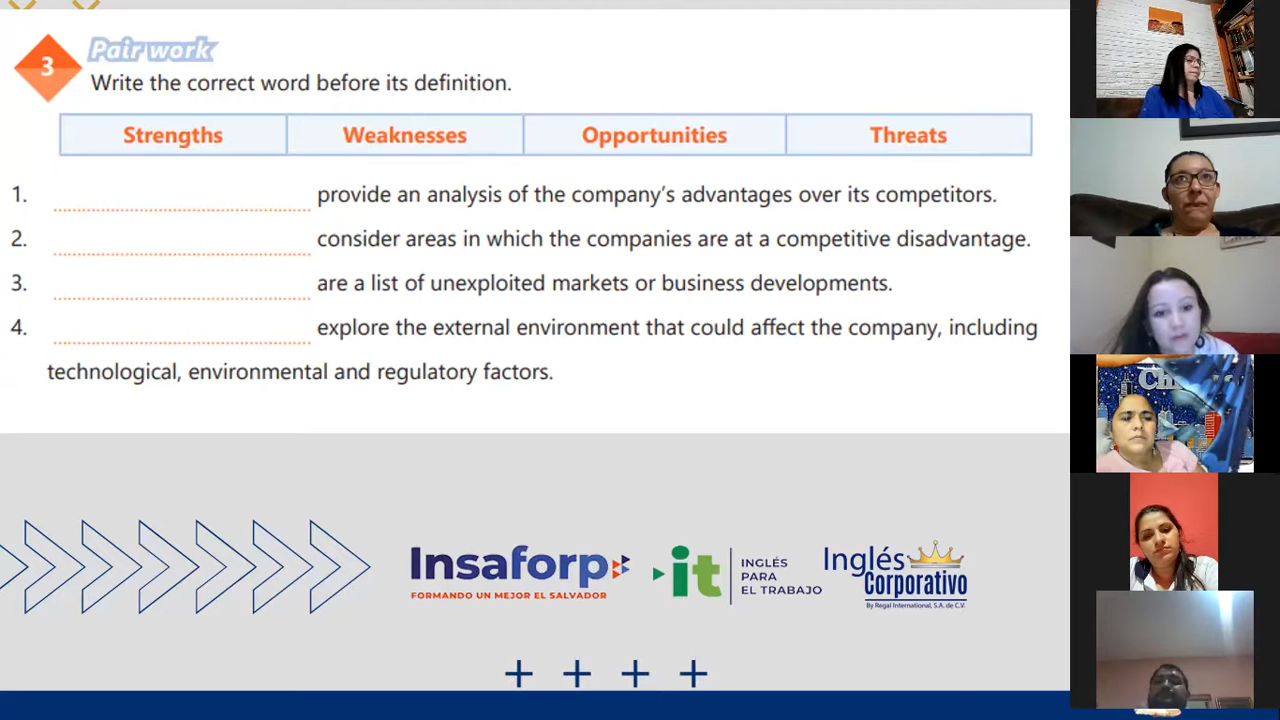 3
Pair work
Write the correct word before its definition.
Strengths Weaknesses Opportunities Threats
1. provide an analysis of the company's advantages over its competitors.
2. consider areas in which the companies are at a competitive disadvantage.
3. are a list of unexploited markets or business developments.
4. explore the external environment that could affect the company, including
technological, environmental and regulatory factors.
Insaforp
FORMANDO UN MEJOR EL SALVADOR
it
INGLÉS
PARA
EL TRABAJO
Inglés
Corporativo
By Regal International, S.A. de C.V.